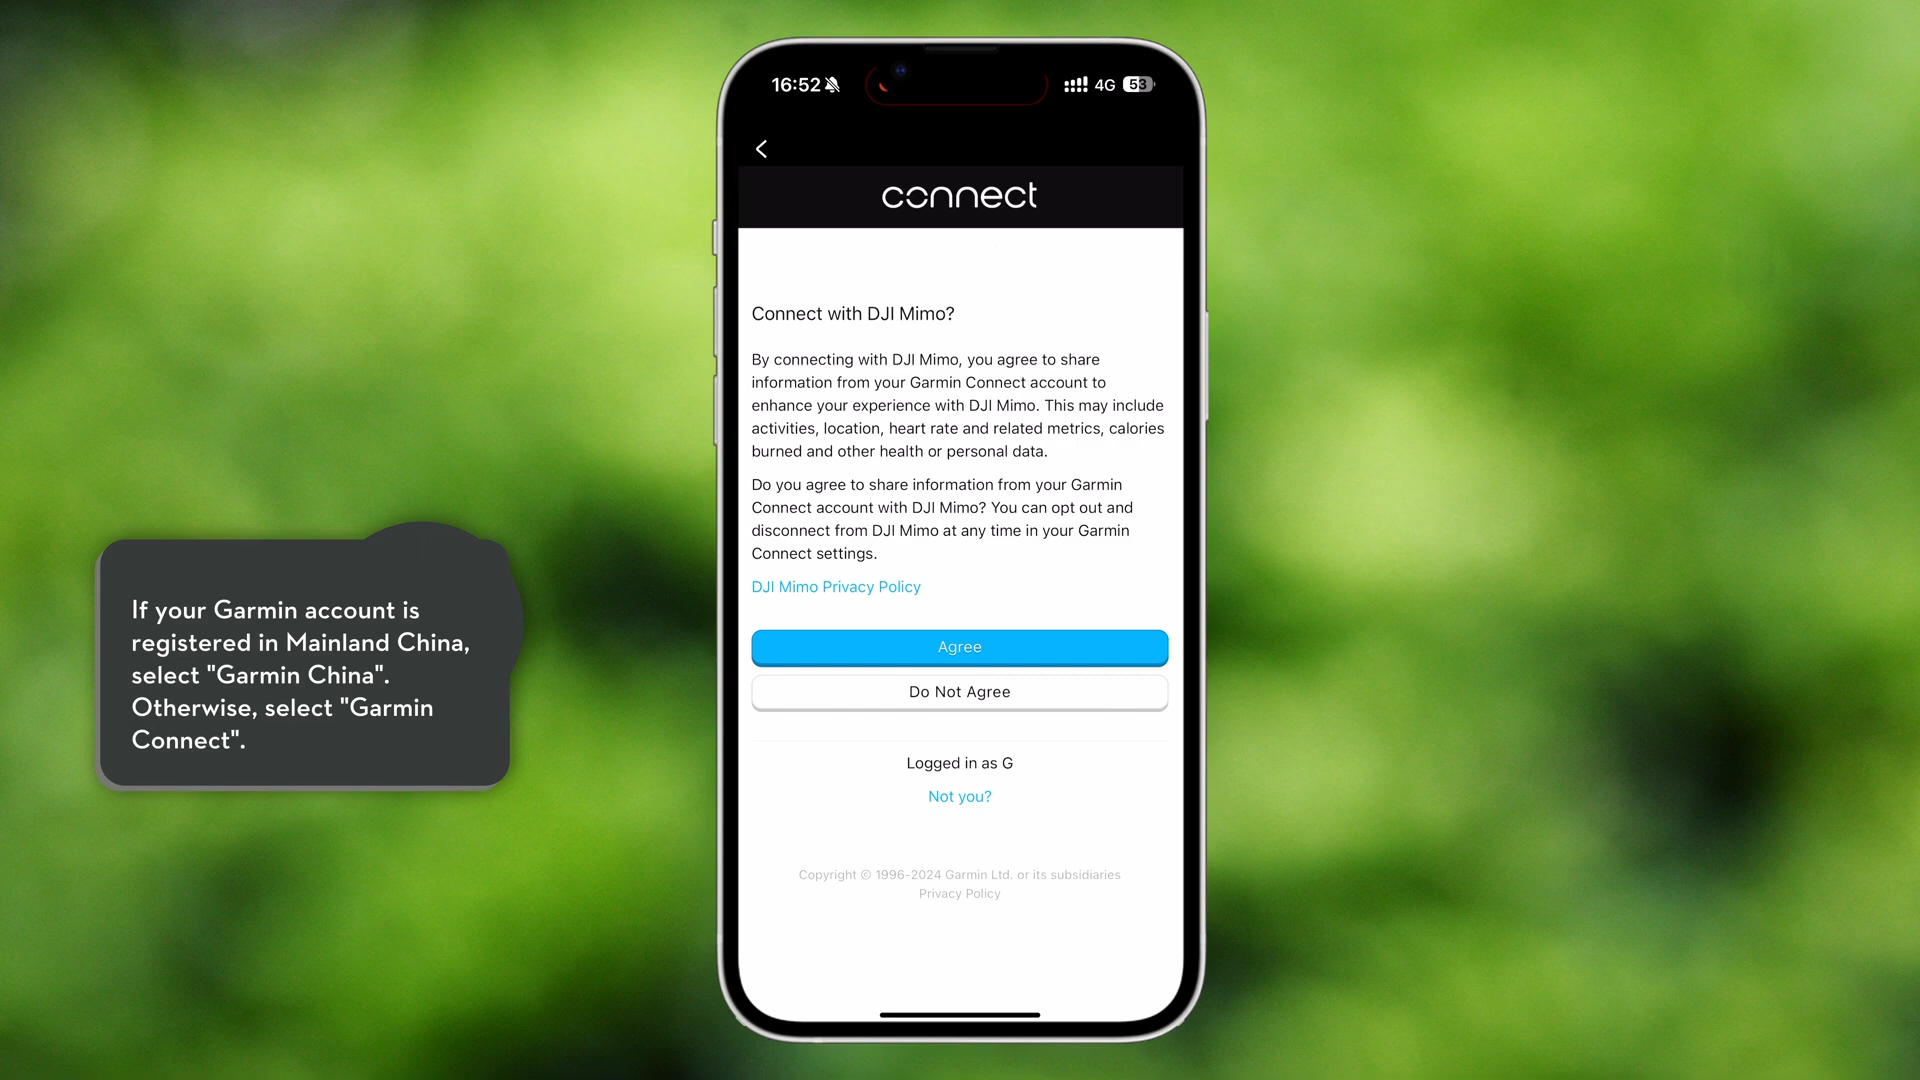 16:52
4G
53
connect
Connect with DJI Mimo?
By connecting with DJI Mimo, you agree to share
information from your Garmin Connect account to
enhance your experience with DJI Mimo. This may include
activities, location, heart rate and related metrics, calories
burned and other health or personal data.
Do you agree to share information from your Garmin
Connect account with DJI Mimo? You can opt out and
disconnect from DJI Mimo at any time in your Garmin
Connect settings.
DJI Mimo Privacy Policy
Agree
Do Not Agree
Logged in as G
Not you?
Copyright © 1996-2024 Garmin Ltd. or its subsidiaries
Privacy Policy
If your Garmin account is
registered in Mainland China,
select "Garmin China".
Otherwise, select "Garmin
Connect".